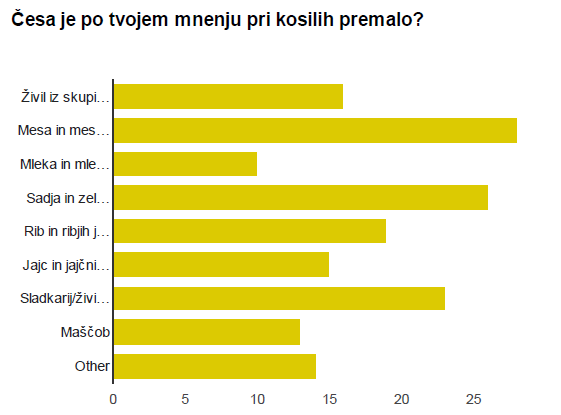 Česa je po tvojem mnenju pri kosilih premalo?
Živil iz skupi…
Mesa in mes…
Mleka in mle…
Sadja in zel…
Rib in ribjih j…
Jajc in jajčni…
Sladkarij/živi…
Maščob
Other
0 5 10 15 20 25